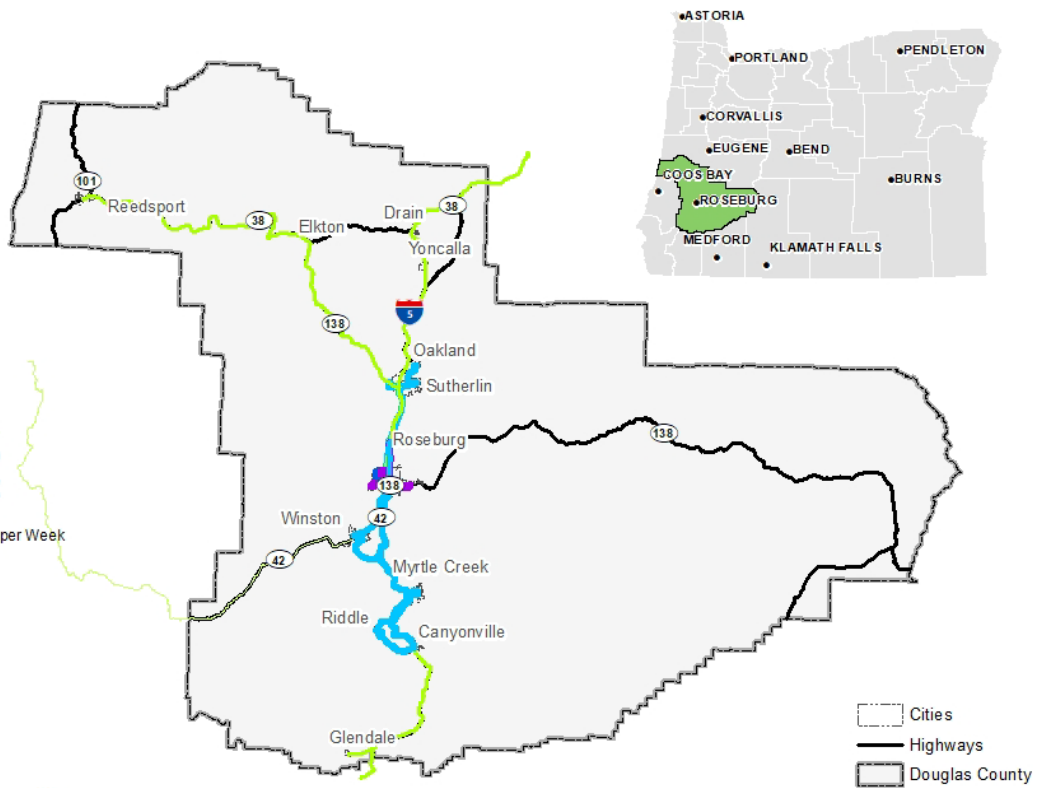 ASTORIA
PORTLAND
PENDLETON
CORVALLIS
EUGENE
BEND
COOS BAY
BURNS
ROSEBURG
MEDFORD
KLAMATH FALLS
101
Reedsport
38
Elkton
Drain
38
Yoncalla
5
138
Oakland
Sutherlin
Roseburg
138
138
Winston
42
per Week
42
Myrtle Creek
Riddle
Canyonville
Glendale
Cities
Highways
Douglas County